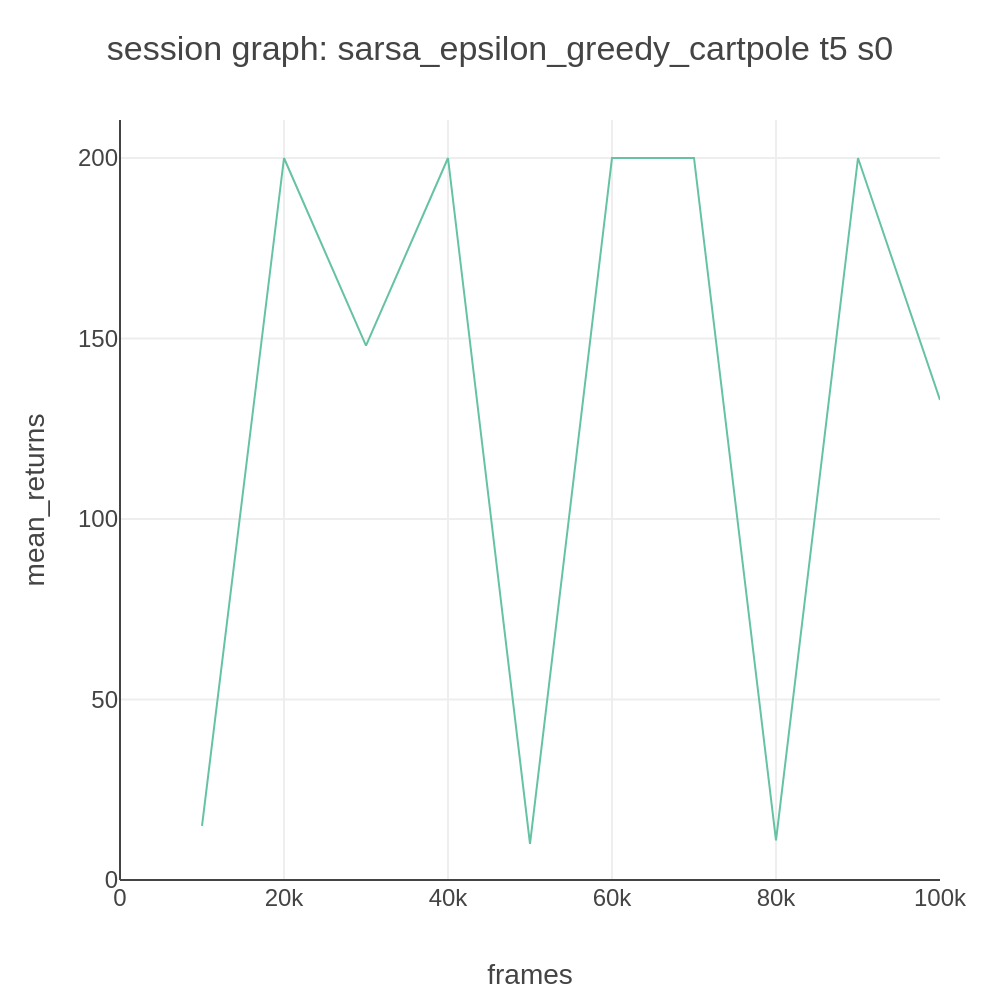 session graph: sarsa_epsilon_greedy_cartpole t5 s0
mean_returns
200
150
100
50
0
0
20k
40k
60k
80k
100k
frames